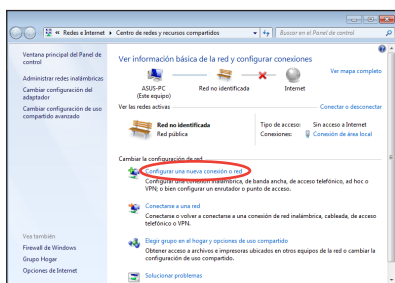 « Redes e Internet ▸ Centro de redes y recursos compartidos
Buscar en el Panel de control
Ventana principal del Panel de
control
Administrar redes inalámbricas
Cambiar configuración del
adaptador
Cambiar configuración de uso
compartido avanzado
Ver información básica de la red y configurar conexiones
Ver mapa completo
ASUS-PC
(Este equipo)
Red no identificada
Internet
Ver las redes activas
Conectar o desconectar
Red no identificada
Red pública
Tipo de acceso: Sin acceso a Internet
Conexiones: Conexión de área local
Cambiar la configuración de red
Configurar una nueva conexión o red
Configurar una conexión inalámbrica, de banda ancha, de acceso telefónico, ad hoc o
VPN; o bien configurar un enrutador o punto de acceso.
Conectarse a una red
Conectarse o volver a conectarse a una conexión de red inalámbrica, cableada, de acceso
telefónico o VPN.
Elegir grupo en el hogar y opciones de uso compartido
Obtener acceso a archivos e impresoras ubicados en otros equipos de la red o cambiar la
configuración de uso compartido.
Solucionar problemas
Vea también
Firewall de Windows
Grupo Hogar
Opciones de Internet